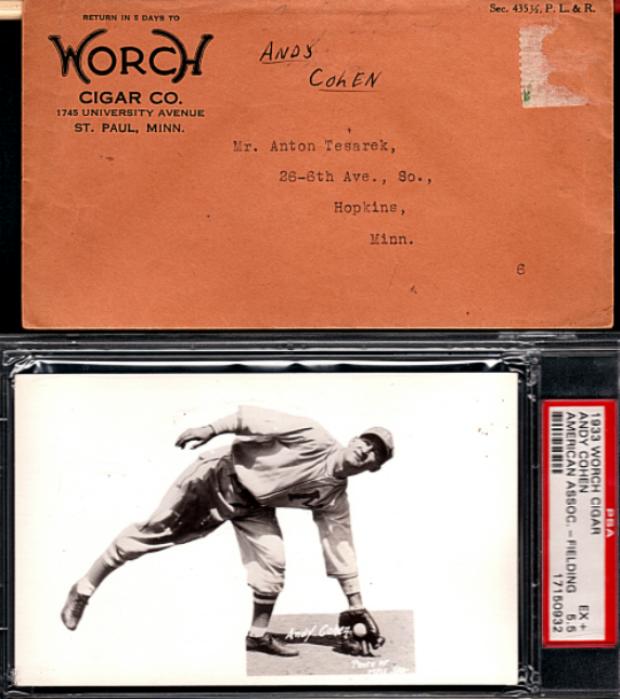 RETURN IN 5 DAYS TO
WORCH
CIGAR CO.
1745 UNIVERSITY AVENUE
ST. PAUL, MINN.
Sec. 435½, P. L. & R.
ANDY
COHEN
Mr. Anton Tesarek,
26-6th Ave., So.,
Hopkins,
Minn.
6
M
Andy Cohen
PSA
1933 WORCH CIGAR
ANDY COHEN
EX +
AMERICAN ASSOC. - FIELDING
5.5
17150932